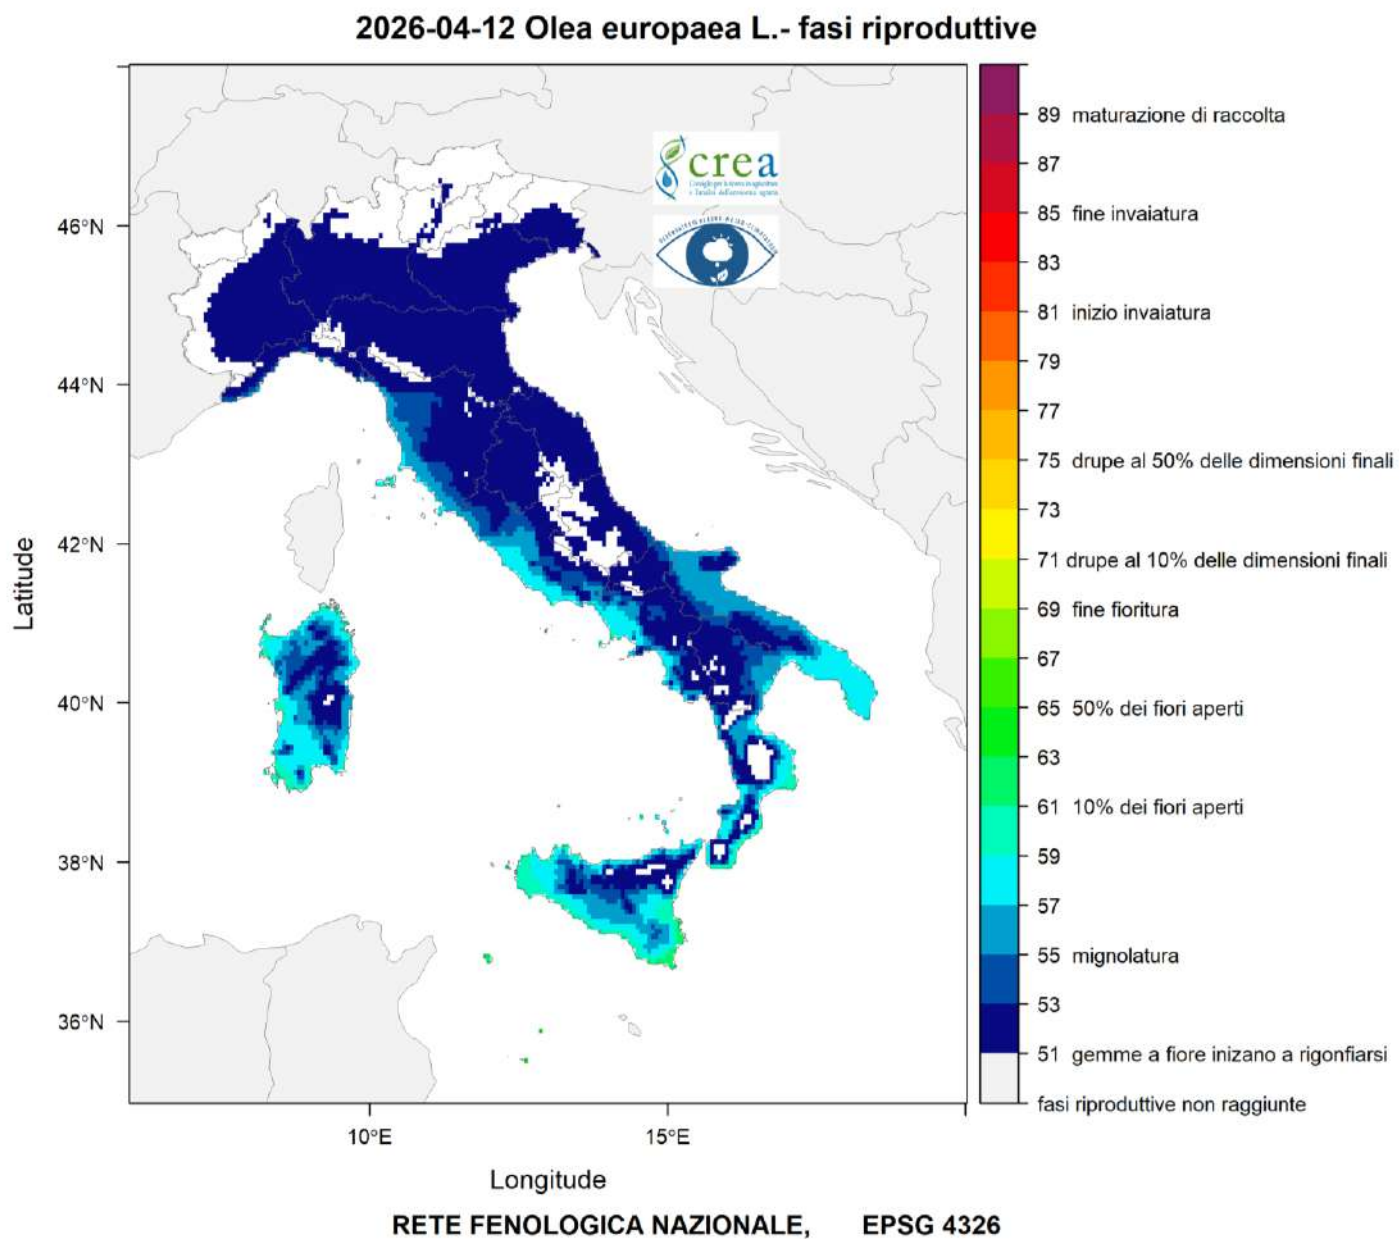 2026-04-12 Olea europaea L.- fasi riproduttive
crea
46°N
44°N
42°N
40°N
38°N
36°N
Latitude
10°E
15°E
Longitude
89 maturazione di raccolta
87
85 fine invaiatura
83
81 inizio invaiatura
79
77
75 drupe al 50% delle dimensioni finali
73
71 drupe al 10% delle dimensioni finali
69 fine fioritura
67
65 50% dei fiori aperti
63
61 10% dei fiori aperti
59
57
55 mignolatura
53
51 gemme a fiore inizano a rigonfiarsi
fasi riproduttive non raggiunte
RETE FENOLOGICA NAZIONALE, EPSG 4326